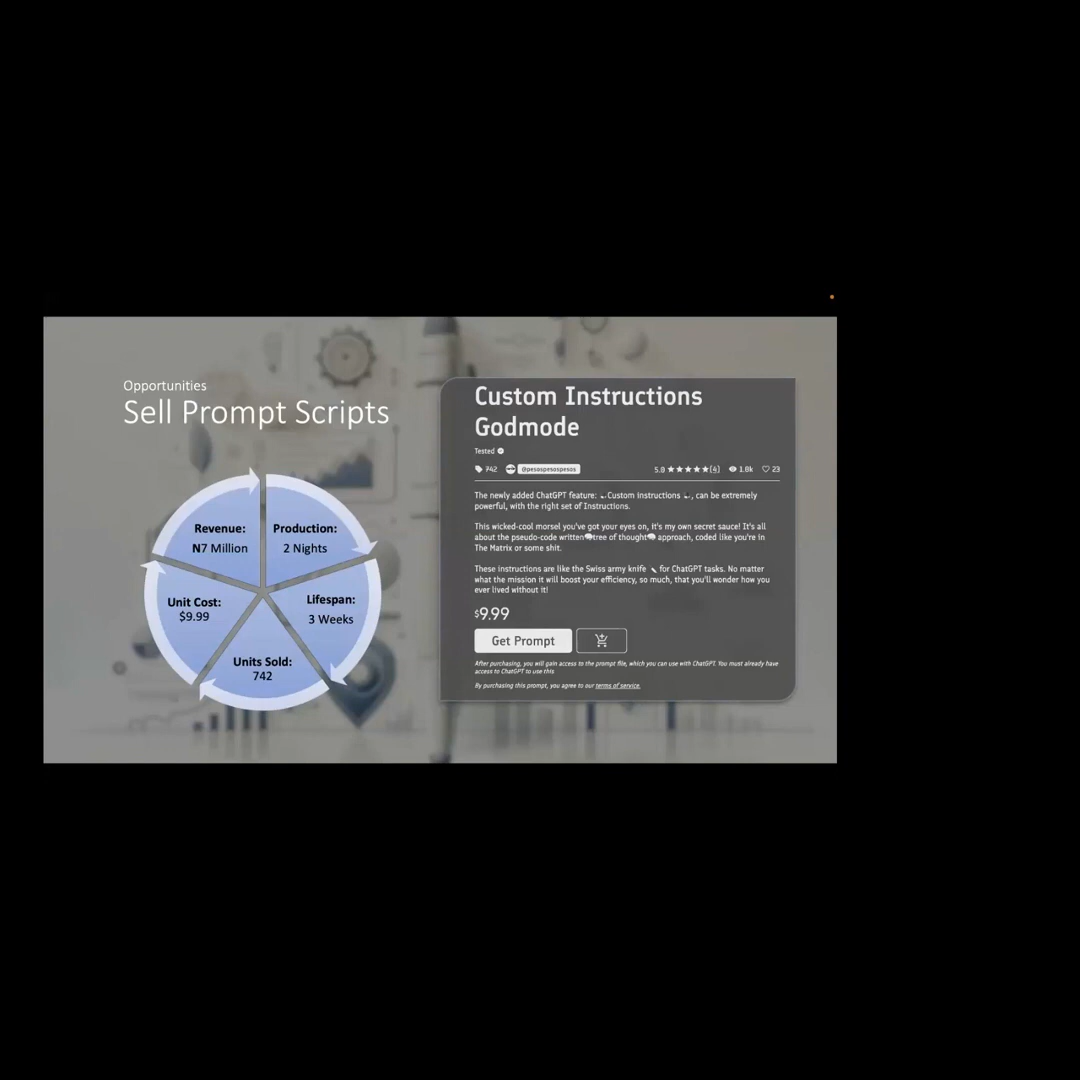 Opportunities
Sell Prompt Scripts
Revenue:
N7 Million
Production:
2 Nights
Unit Cost:
$9.99
Lifespan:
3 Weeks
Units Sold:
742
Custom Instructions
Godmode
Tested
742 @pesospesospesos 5.0 ★★★★★(4) 1.0k 23
The newly added ChatGPT feature: Custom Instructions , can be extremely
powerful, with the right set of Instructions.
This wicked-cool morsel you've got your eyes on, it's my own secret sauce! It's all
about the pseudo-code written tree of thought approach, coded like you're in
The Matrix or some shit.
These instructions are like the Swiss army knife for ChatGPT tasks. No matter
what the mission it will boost your efficiency, so much, that you'll wonder how you
ever lived without it!
$9.99
Get Prompt
After purchasing, you will gain access to the prompt file, which you can use with ChatGPT. You must already have
access to ChatGPT to use this
By purchasing this prompt, you agree to our terms of service.